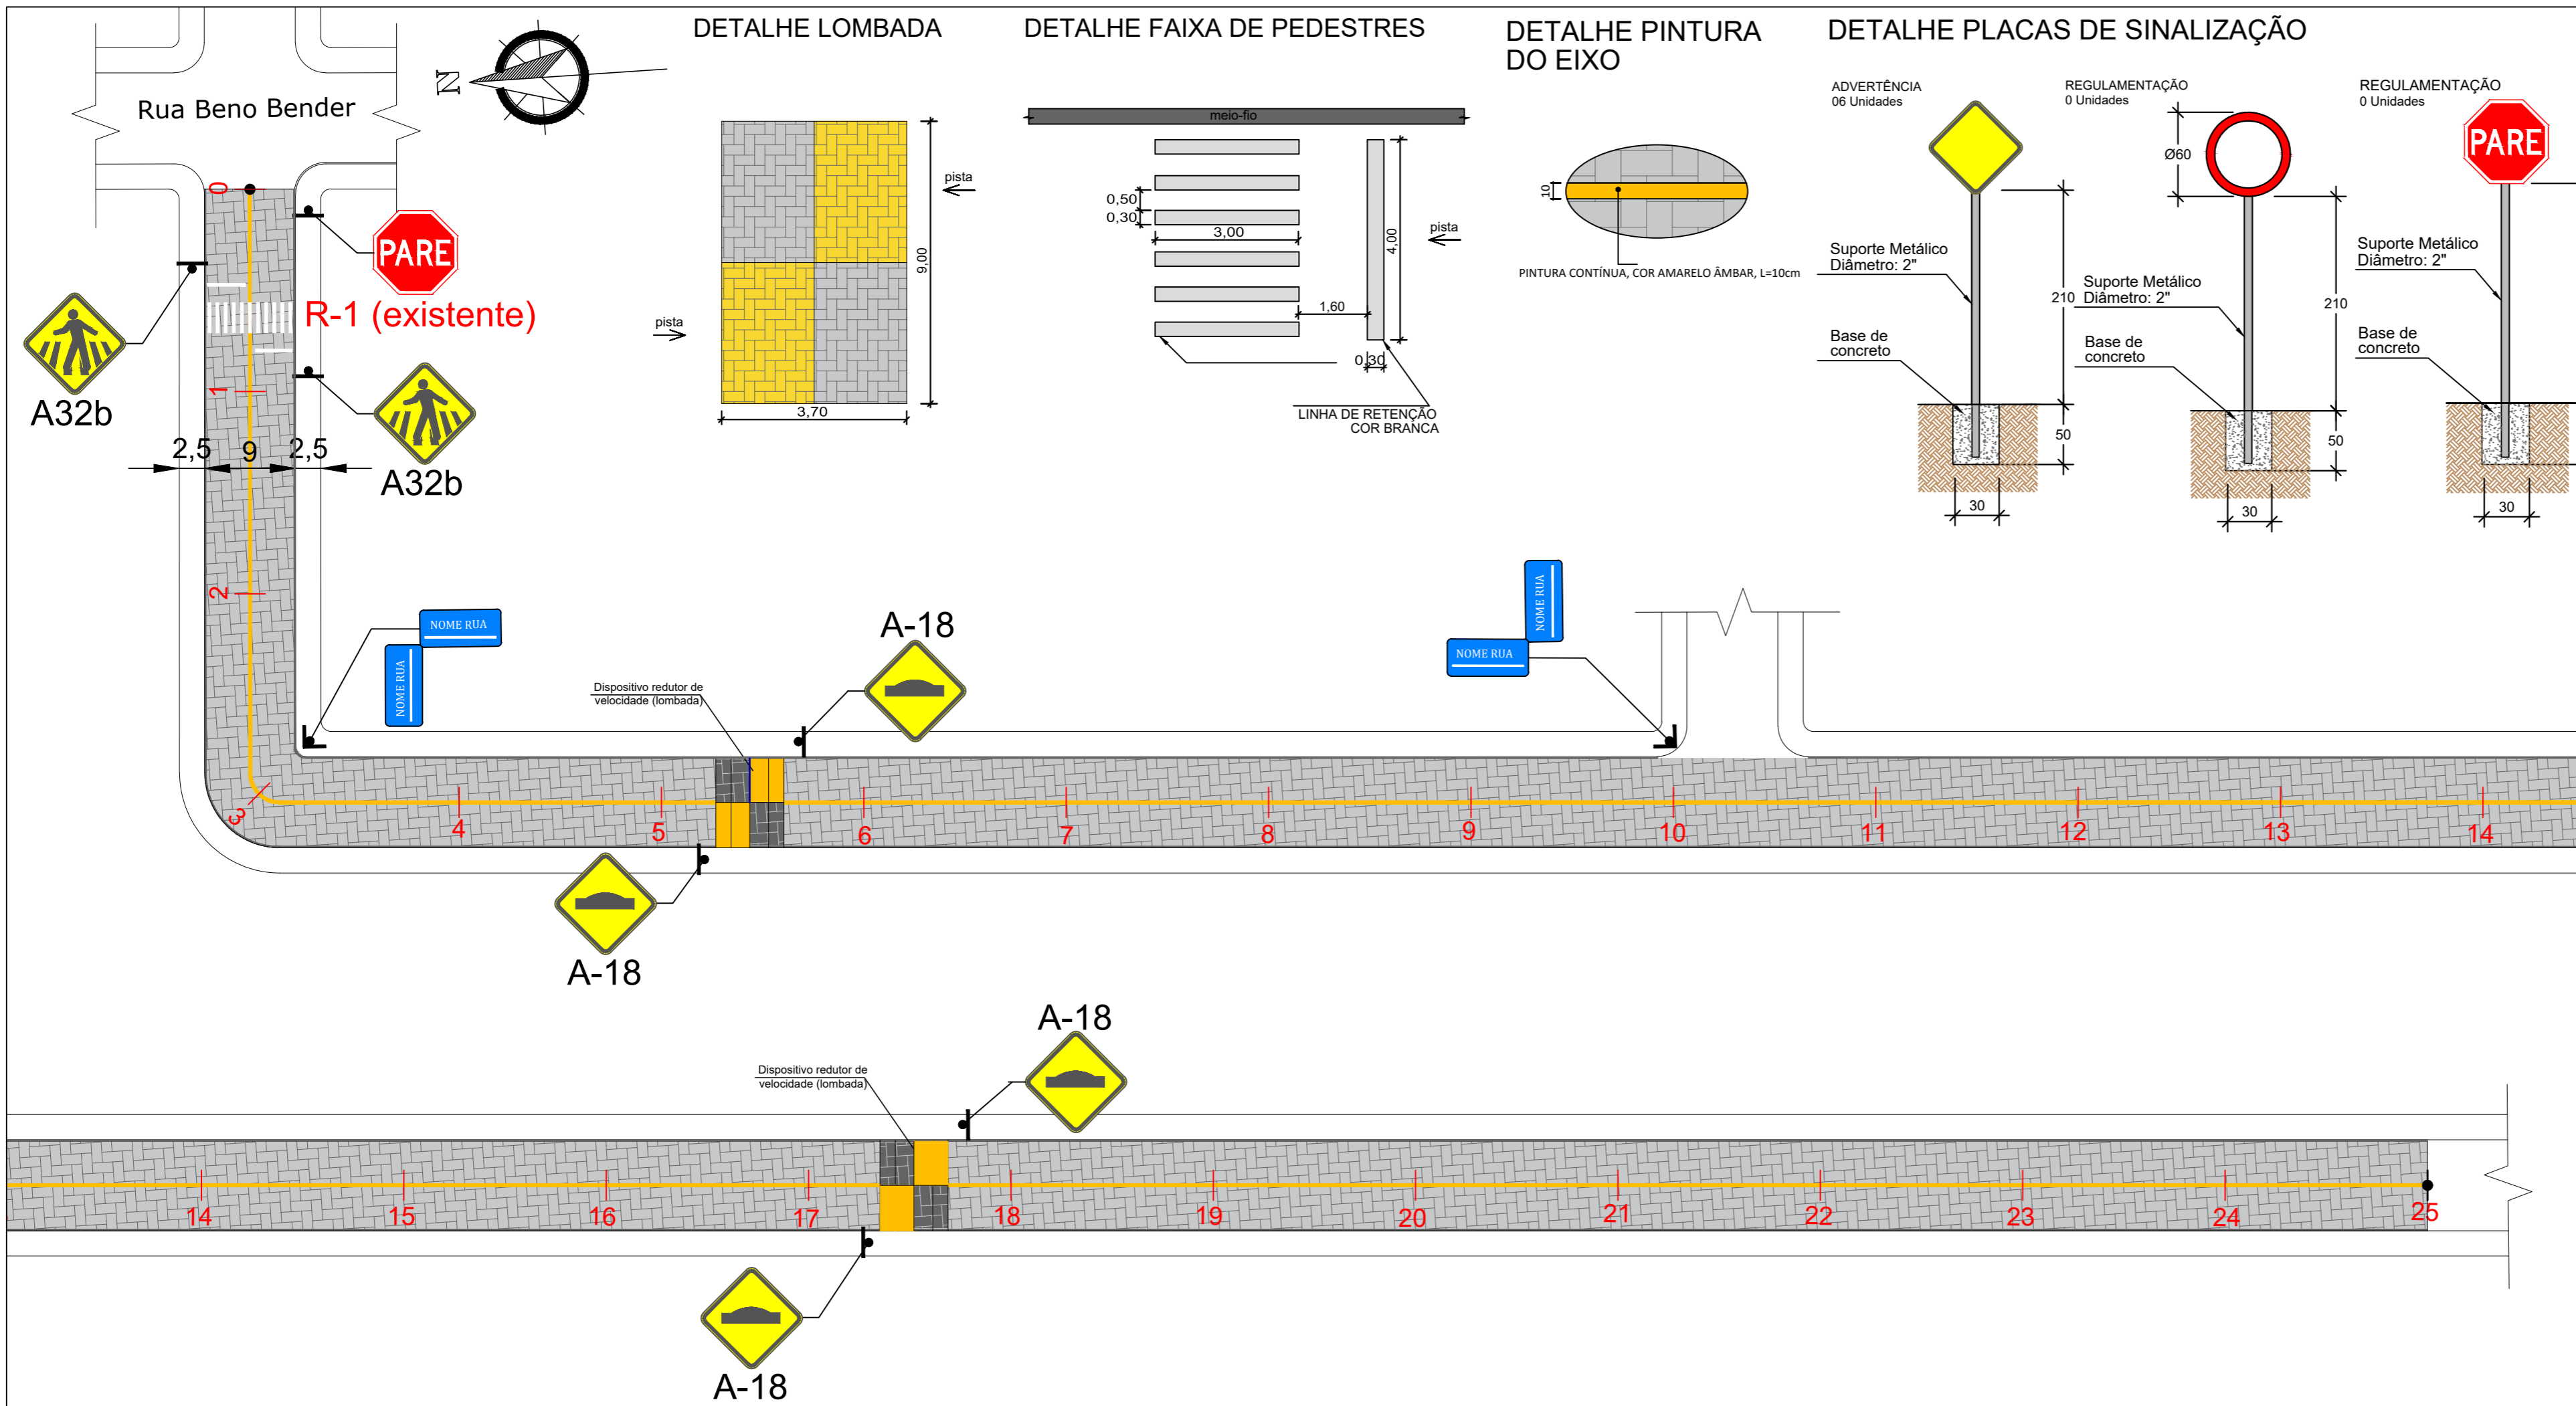 DETALHE LOMBADA
DETALHE FAIXA DE PEDESTRES
DETALHE PINTURA
DO EIXO
DETALHE PLACAS DE SINALIZAÇÃO
N
Rua Beno Bender
pista
9,00
3,70
pista
meio-fio
0,50
0,30
3,00
4,00
pista
1,60
0,30
LINHA DE RETENÇÃO
COR BRANCA
10
PINTURA CONTÍNUA, COR AMARELO ÂMBAR, L=10cm
ADVERTÊNCIA
06 Unidades
Suporte Metálico
Diâmetro: 2"
Base de
concreto
210
50
30
REGULAMENTAÇÃO
0 Unidades
Ø60
Suporte Metálico
Diâmetro: 2"
Base de
concreto
210
50
30
REGULAMENTAÇÃO
0 Unidades
PARE
Suporte Metálico
Diâmetro: 2"
Base de
concreto
30
0
PARE
R-1 (existente)
A32b
1
A32b
2,5
9
2,5
2
NOME RUA
NOME RUA
Dispositivo redutor de
velocidade (lombada)
A-18
NOME RUA
NOME RUA
3
4
5
6
7
8
9
10
11
12
13
14
A-18
A-18
Dispositivo redutor de
velocidade (lombada)
14
15
16
17
18
19
20
21
22
23
24
25
A-18